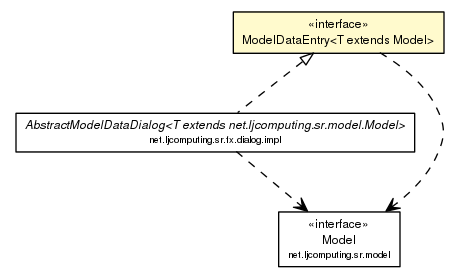 «interface»
ModelDataEntry<T extends Model>
AbstractModelDataDialog<T extends net.ljcomputing.sr.model.Model>
net.ljcomputing.sr.fx.dialog.impl
«interface»
Model
net.ljcomputing.sr.model